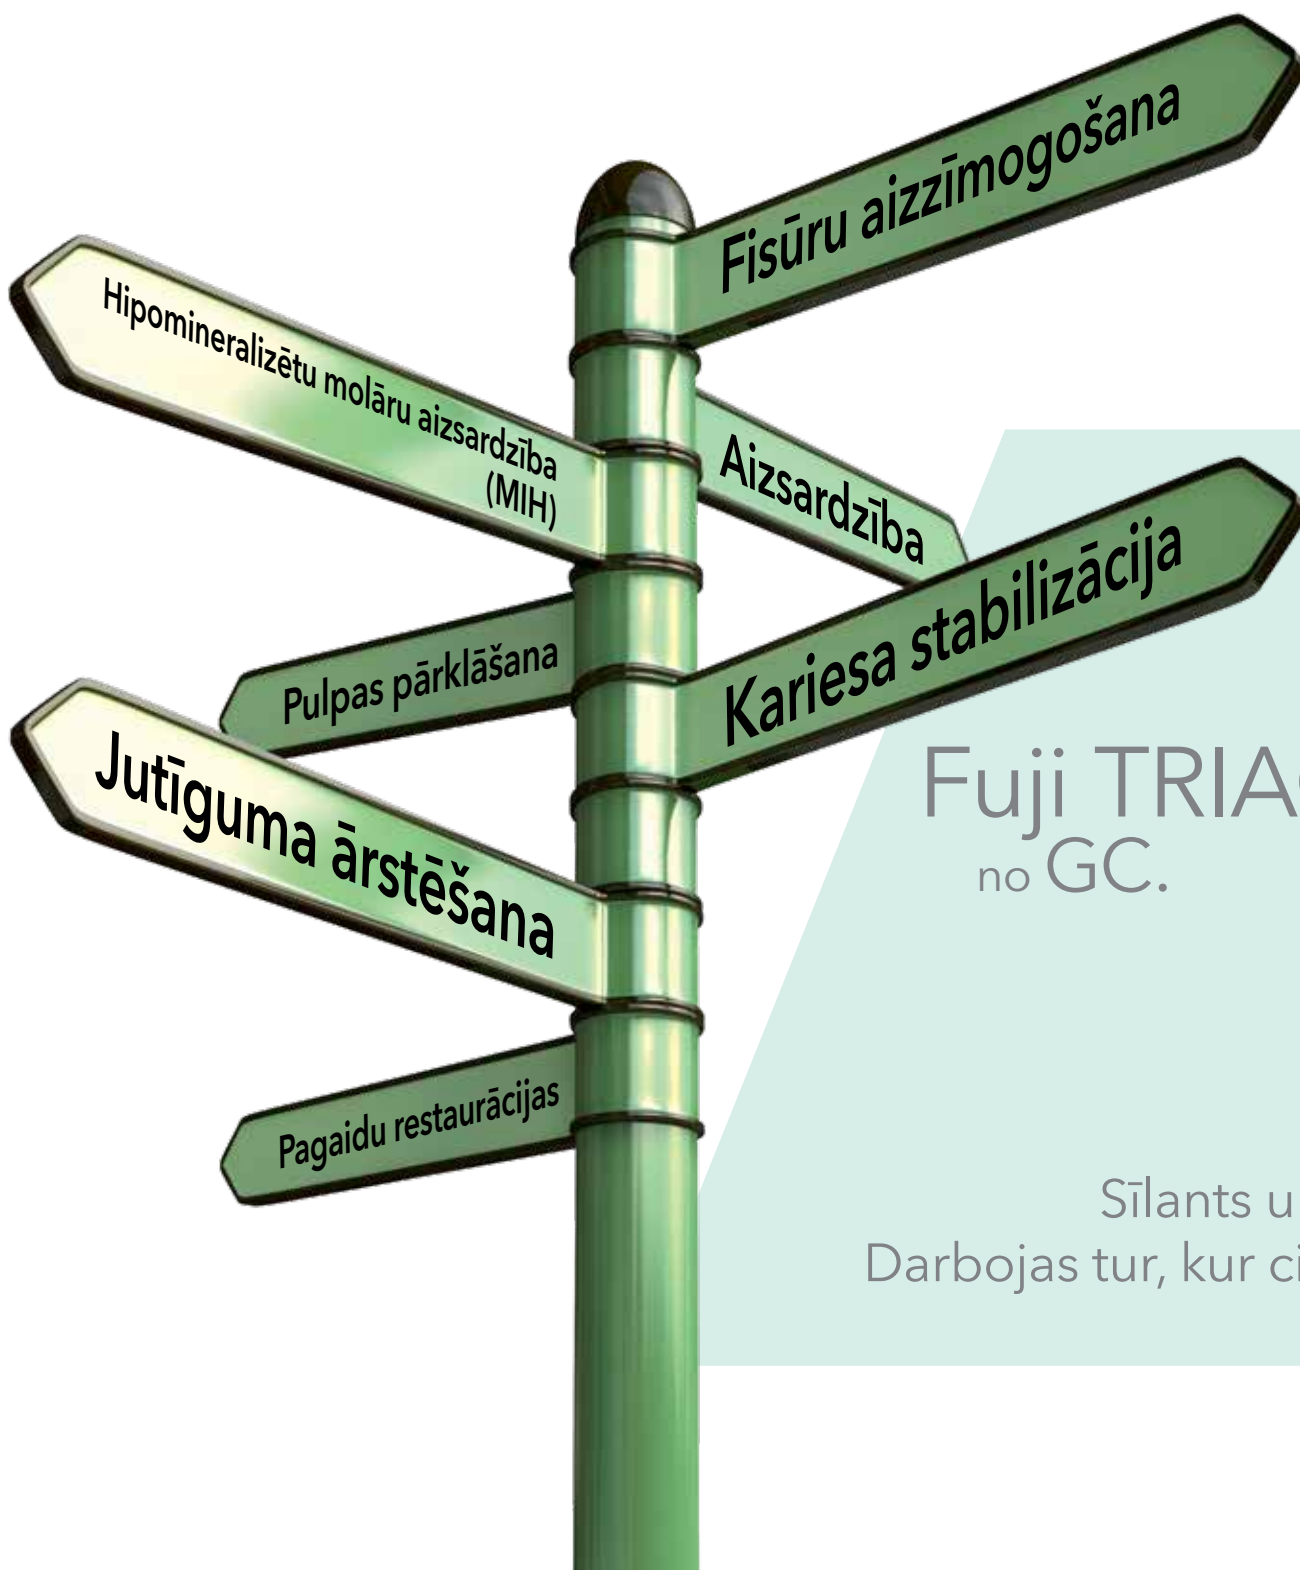 Fisūru aizzīmogošana
Hipomineralizētu molāru aizsardzība
(MIH)
Aizsardzība
Kariesa stabilizācija
Pulpas pārklāšana
Jutīguma ārstēšana
Fuji TRIA
no GC.
Pagaidu restaurācijas
Sīlants u
Darbojas tur, kur ci